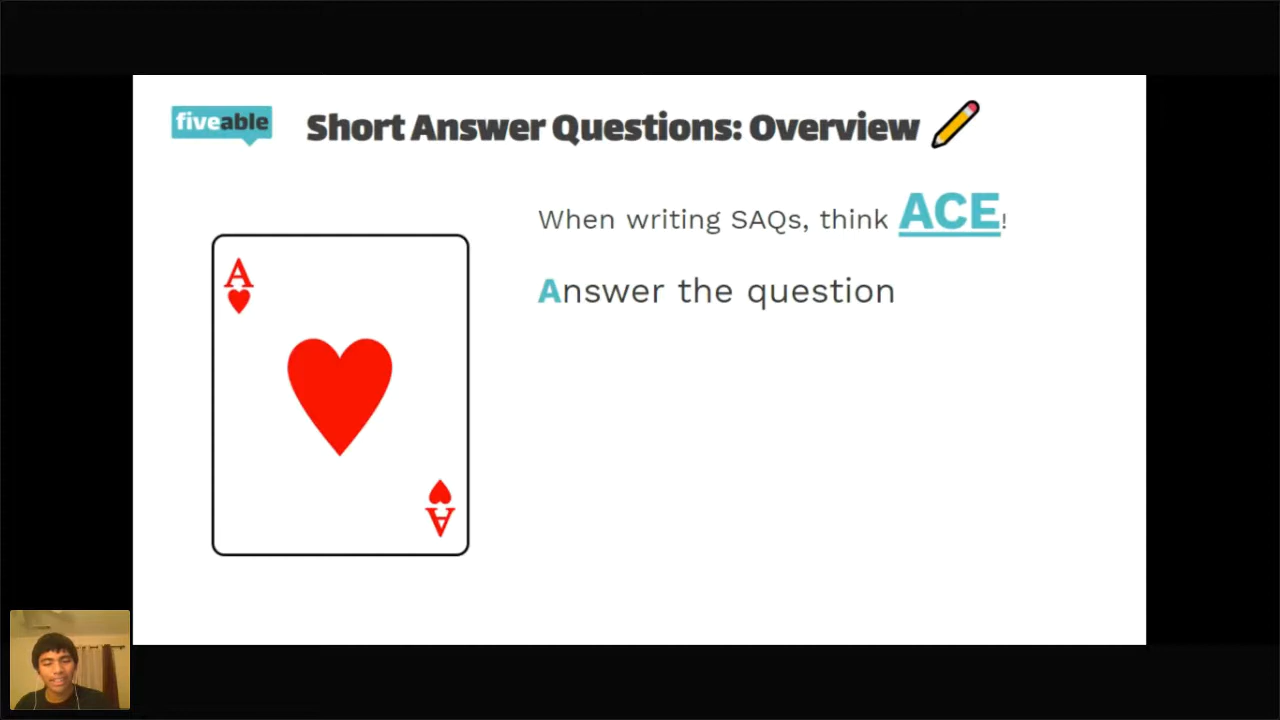 fiveable
Short Answer Questions: Overview
When writing SAQs, think ACE!
Answer the question
A
A